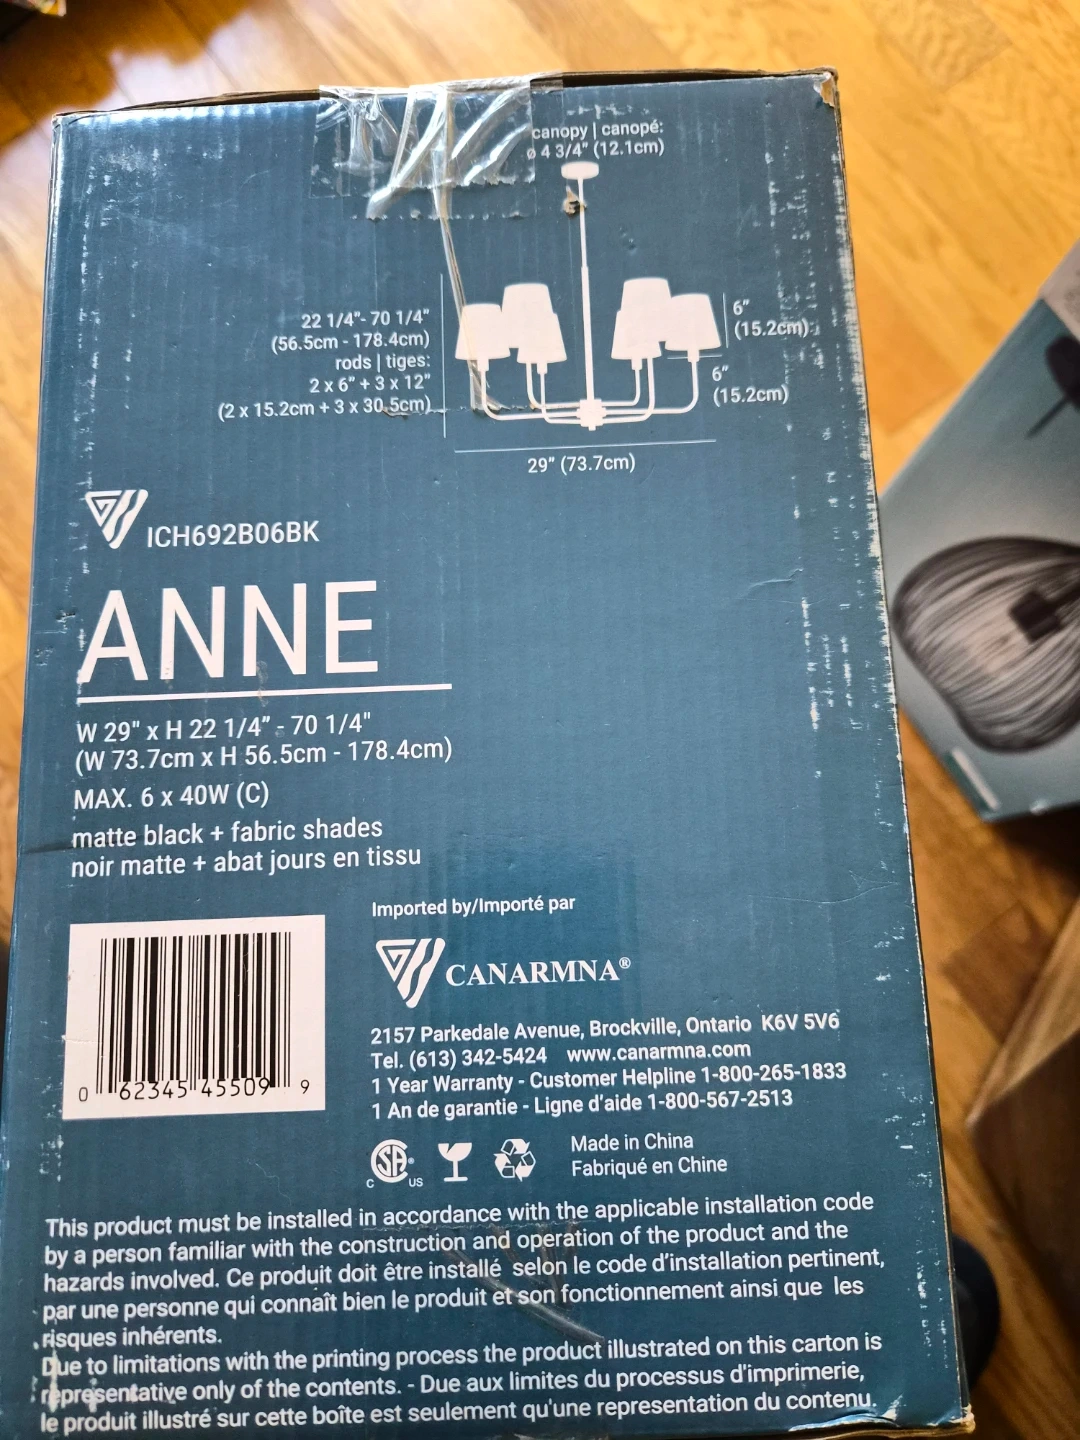 canopy | canopé:
ø 4 3/4" (12.1cm)
22 1/4"- 70 1/4"
(56.5cm - 178.4cm)
rods | tiges:
2 x 6" + 3 x 12"
(2 x 15.2cm + 3 x 30.5cm)
6"
(15.2cm)
6"
(15.2cm)
29" (73.7cm)
ICH692B06BK
ANNE
W 29" x H 22 1/4" - 70 1/4"
(W 73.7cm x H 56.5cm - 178.4cm)
MAX. 6 x 40W (C)
matte black + fabric shades
noir matte + abat jours en tissu
Imported by/Importé par
CANARMNA®
2157 Parkedale Avenue, Brockville, Ontario K6V 5V6
Tel. (613) 342-5424 www.canarmna.com
1 Year Warranty - Customer Helpline 1-800-265-1833
1 An de garantie - Ligne d'aide 1-800-567-2513
0 62345 45509 9
C SA® US
Made in China
Fabriqué en Chine
This product must be installed in accordance with the applicable installation code
by a person familiar with the construction and operation of the product and the
hazards involved. Ce produit doit être installé selon le code d'installation pertinent,
par une personne qui connaît bien le produit et son fonctionnement ainsi que les
risques inhérents.
Due to limitations with the printing process the product illustrated on this carton is
representative only of the contents. - Due aux limites du processus d'imprimerie,
le produit illustré sur cette boîte est seulement qu'une representation du contenu.